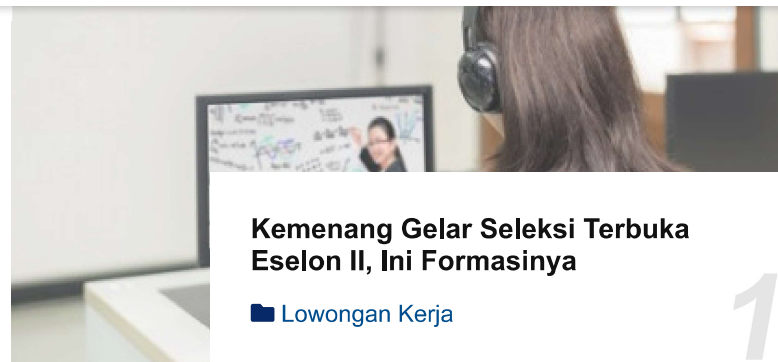 Kemenang Gelar Seleksi Terbuka
Eselon II, Ini Formasinya
Lowongan Kerja
1